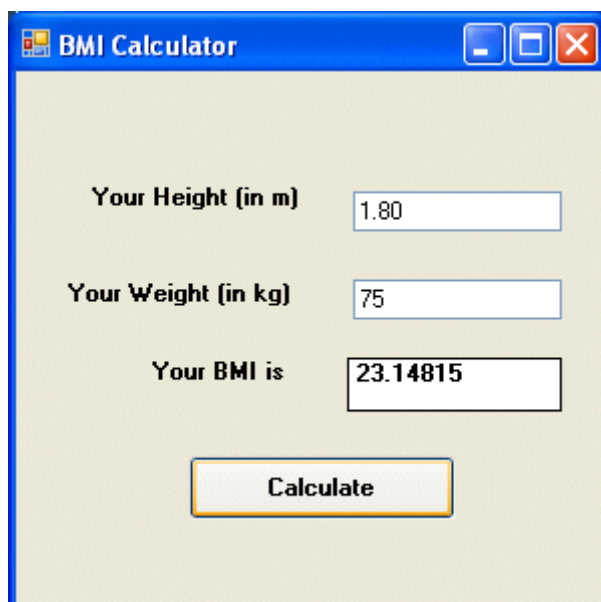 BMI Calculator
Your Height (in m)
1.80
Your Weight (in kg)
75
Your BMI is
23.14815
Calculate